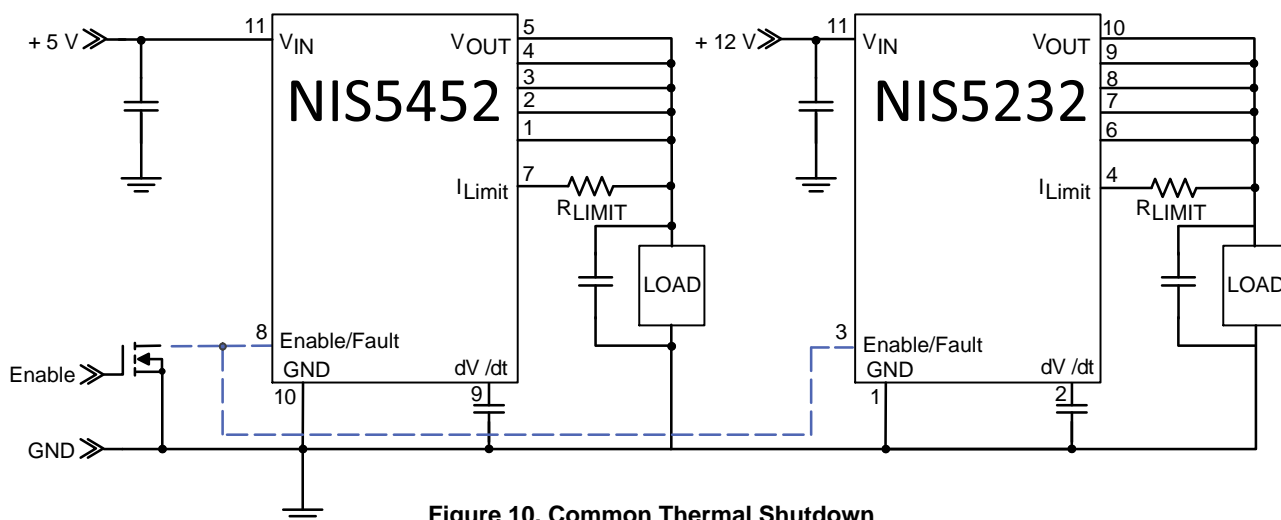 + 5 V
11
V_IN
V_OUT
5
4
3
2
1
NIS5452
I_Limit
7
R_LIMIT
LOAD
8
Enable/Fault
GND
dV /dt
10
9
Enable
GND
+ 12 V
11
V_IN
V_OUT
10
9
8
7
6
NIS5232
I_Limit
4
R_LIMIT
LOAD
3
Enable/Fault
GND
dV /dt
1
2
Figure 10. Common Thermal Shutdown